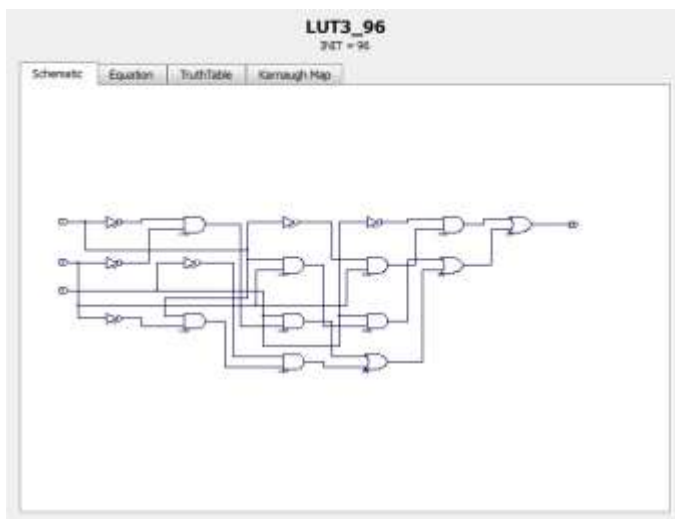 LUT3_96
INIT = 96
Schematic Equation TruthTable Karnaugh Map